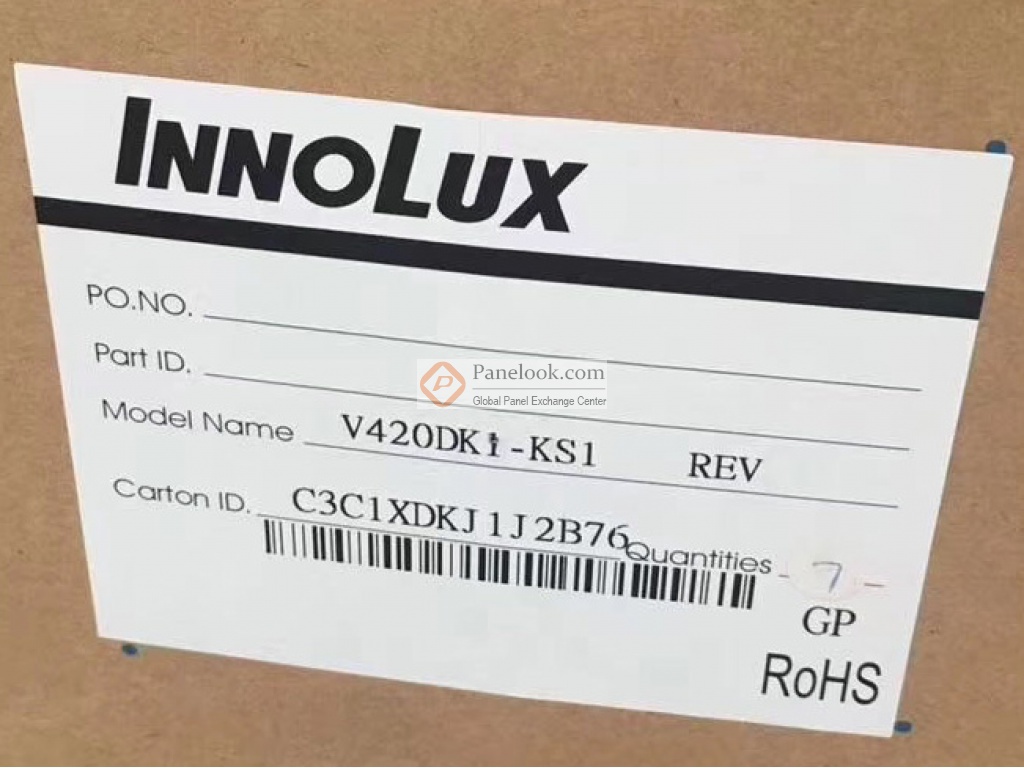 INNOLUX
PO.NO.
Part ID.
Panelook.com
Global Panel Exchange Center
Model Name V420DK1-KS1 REV
Carton ID. C3C1XDKJ1J2B76
Quantities 7
GP
RoHS